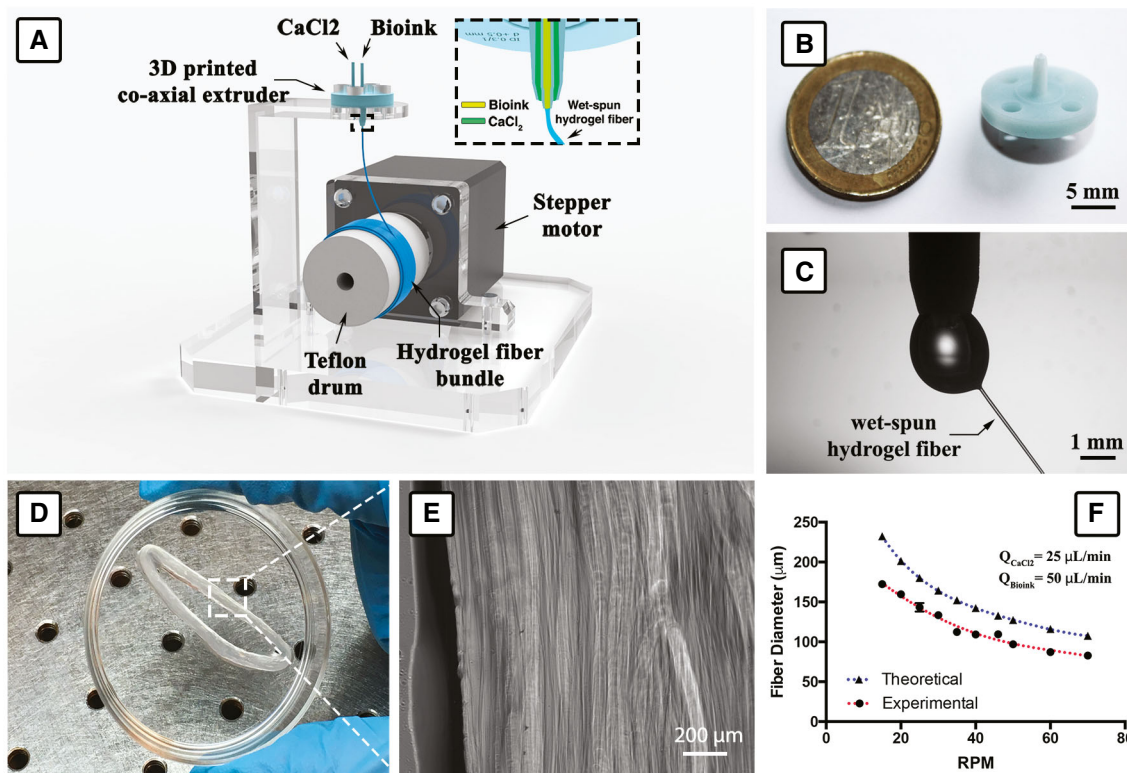 A
CaCl2 Bioink
3D printed
co-axial extruder
Bioink
CaCl2
Wet-spun
hydrogel fiber
Stepper
motor
Teflon
drum
Hydrogel fiber
bundle
B
5 mm
C
wet-spun
hydrogel fiber
1 mm
D
E
200 µm
F
Fiber Diameter (µm)
250
200
150
100
50
0
QCaCl2= 25 µL/min
QBioink= 50 µL/min
Theoretical
Experimental
0 20 40 60 80
RPM